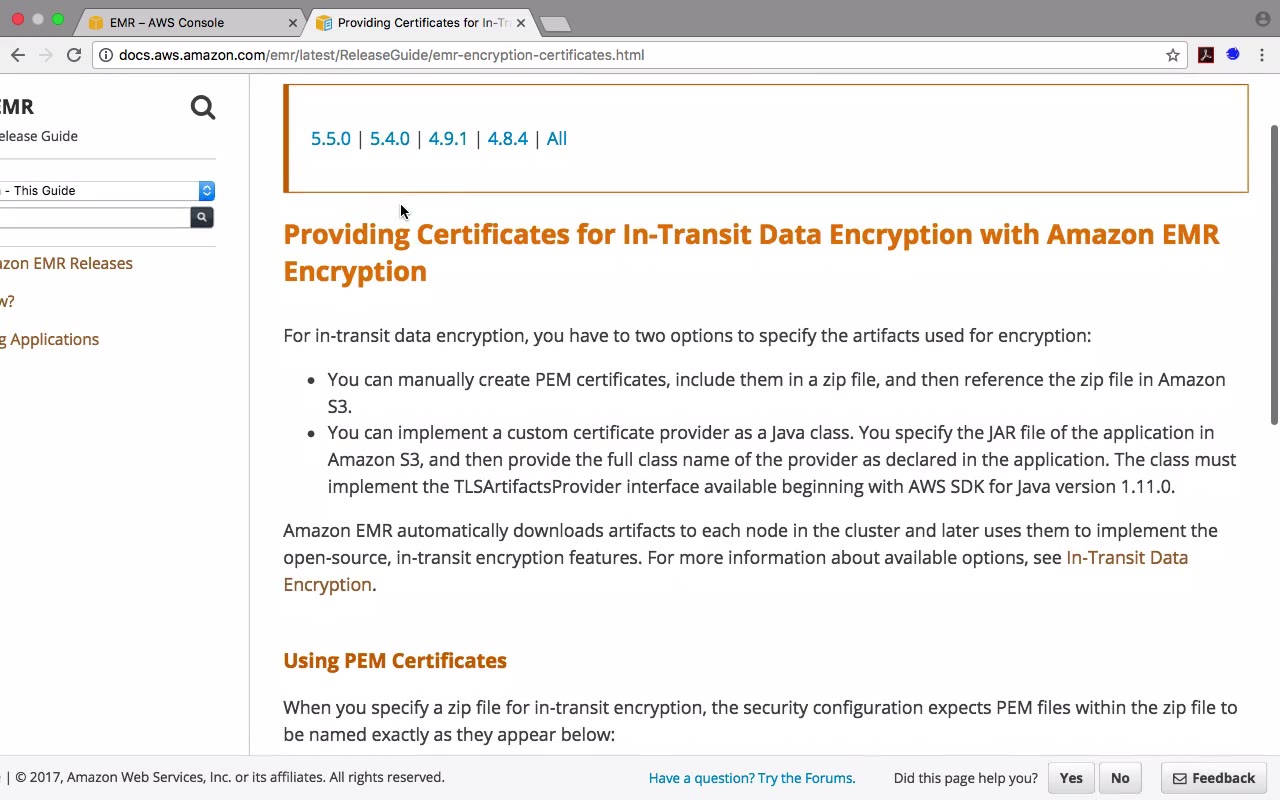 EMR – AWS Console
Providing Certificates for In-Tr
docs.aws.amazon.com/emr/latest/ReleaseGuide/emr-encryption-certificates.html
EMR
elease Guide
- This Guide
zon EMR Releases
w?
g Applications
5.5.0 | 5.4.0 | 4.9.1 | 4.8.4 | All
Providing Certificates for In-Transit Data Encryption with Amazon EMR
Encryption
For in-transit data encryption, you have to two options to specify the artifacts used for encryption:
• You can manually create PEM certificates, include them in a zip file, and then reference the zip file in Amazon
S3.
• You can implement a custom certificate provider as a Java class. You specify the JAR file of the application in
Amazon S3, and then provide the full class name of the provider as declared in the application. The class must
implement the TLSArtifactsProvider interface available beginning with AWS SDK for Java version 1.11.0.
Amazon EMR automatically downloads artifacts to each node in the cluster and later uses them to implement the
open-source, in-transit encryption features. For more information about available options, see In-Transit Data
Encryption.
Using PEM Certificates
When you specify a zip file for in-transit encryption, the security configuration expects PEM files within the zip file to
be named exactly as they appear below:
| © 2017, Amazon Web Services, Inc. or its affiliates. All rights reserved.
Have a question? Try the Forums.
Did this page help you?
Yes
No
Feedback